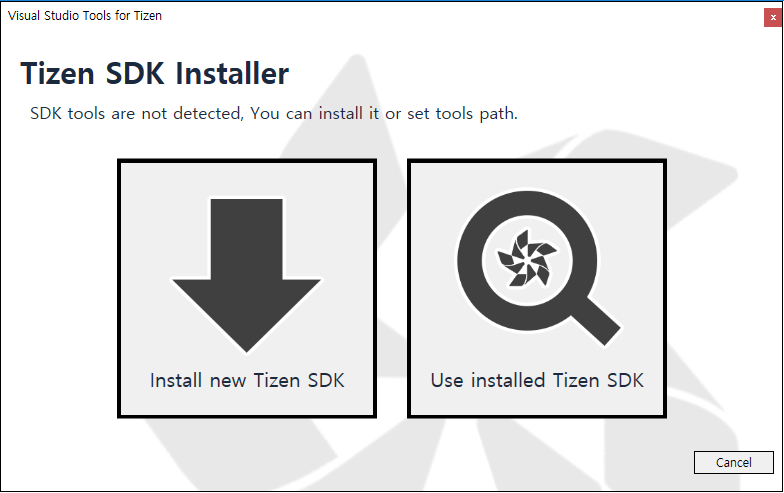 Visual Studio Tools for Tizen
x
Tizen SDK Installer
SDK tools are not detected, You can install it or set tools path.
Install new Tizen SDK
Use installed Tizen SDK
Cancel